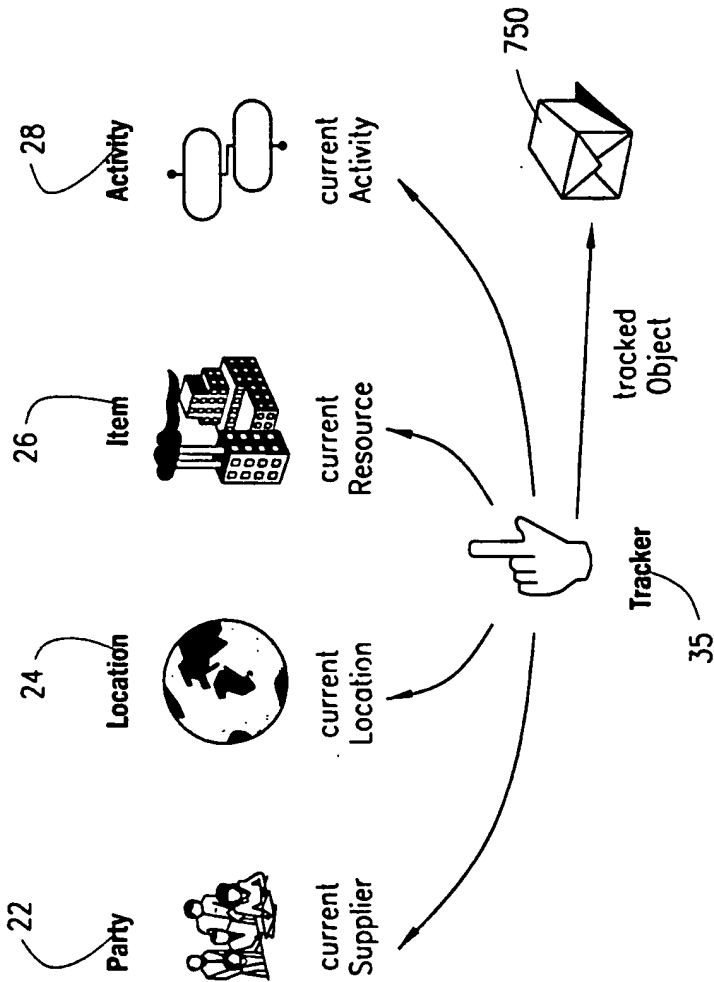 22
24
26
28
Party
Location
Item
Activity
current
Supplier
current
Location
current
Resource
current
Activity
750
tracked
Object
Tracker
35